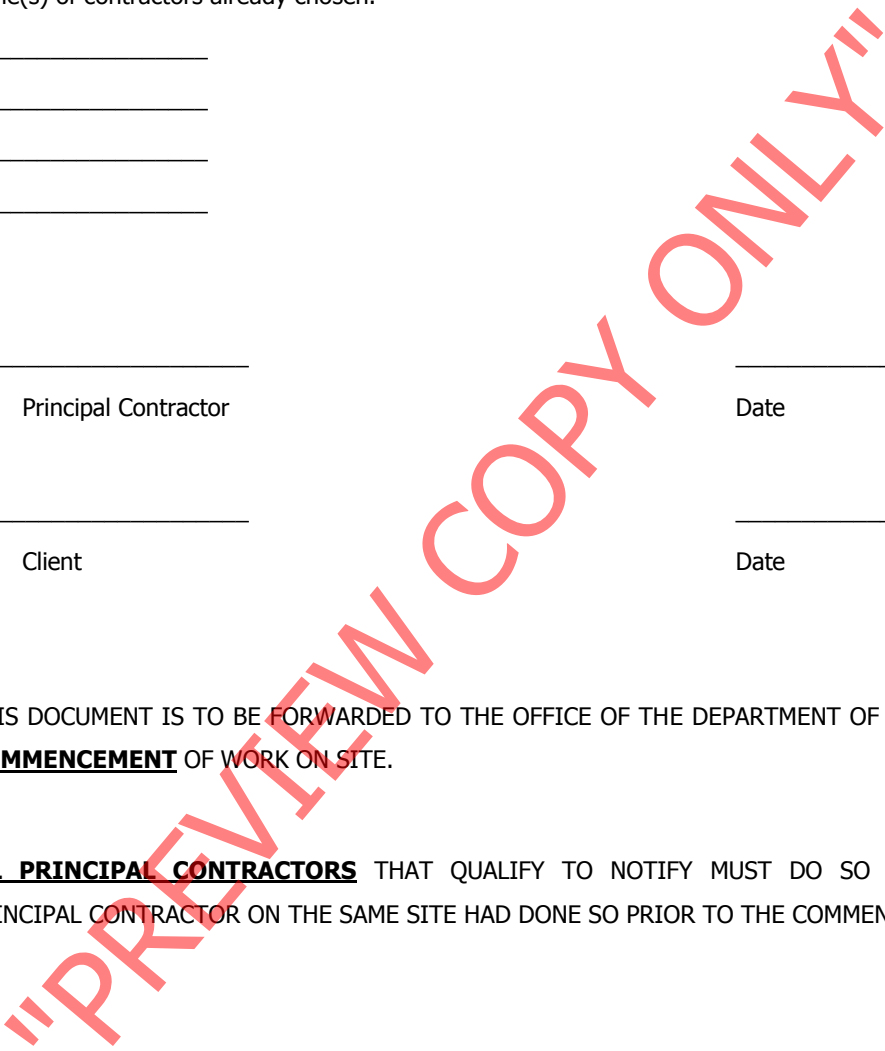 e(s) of contractors already chosen.
Principal Contractor Date
Client Date
IS DOCUMENT IS TO BE FORWARDED TO THE OFFICE OF THE DEPARTMENT OF
MMENCEMENT OF WORK ON SITE.
PRINCIPAL CONTRACTORS THAT QUALIFY TO NOTIFY MUST DO SO
INCIPAL CONTRACTOR ON THE SAME SITE HAD DONE SO PRIOR TO THE COMMEN
"PREVIEW COPY ONLY"